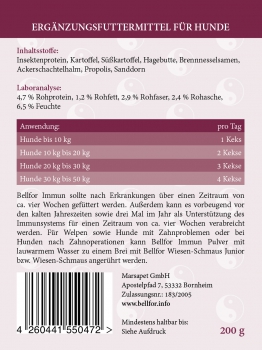 ERGÄNZUNGSFUTTERMITTEL FÜR HUNDE
Inhaltsstoffe:
Insektenprotein, Kartoffel, Süßkartoffel, Hagebutte, Brennnesselsamen,
Ackerschachtelhalm, Propolis, Sanddorn
Laboranalyse:
4,7 % Rohprotein, 1,2 % Rohfett, 2,9 % Rohfaser, 2,4 % Rohasche.
6,5 % Feuchte
Anwendung: pro Tag
Hunde bis 10 kg 1 Keks
Hunde 10 kg bis 20 kg 2 Kekse
Hunde 20 kg bis 30 kg 3 Kekse
Hunde 30 kg bis 50 kg 4 Kekse
Bellfor Immun sollte nach Erkrankungen über einen Zeitraum von
ca. vier Wochen gefüttert werden. Außerdem kann es vorbeugend vor
den kalten Jahreszeiten sowie drei Mal im Jahr als Unterstützung des
Immunsystems für einen Zeitraum von ca. vier Wochen verabreicht
werden. Für Welpen sowie Hunde mit Zahnproblemen oder bei
Hunden nach Zahnoperationen kann Bellfor Immun Pulver mit
lauwarmem Wasser zu einem Brei mit Bellfor Wiesen-Schmaus Junior
bzw. Wiesen-Schmaus angerührt werden.
Marsapet GmbH
Apostelpfad 7, 53332 Bornheim
Zulassungsnr.: 183/2005
www.bellfor.info
Mindestens haltbar bis:
Siehe Aufdruck
200 g
4 260441 550472 >